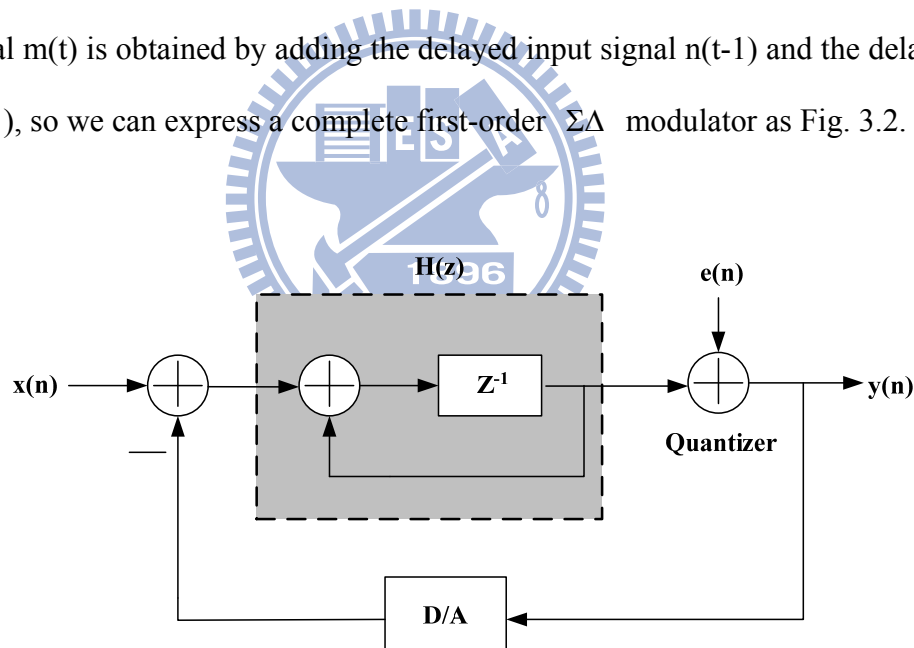 al m(t) is obtained by adding the delayed input signal n(t-1) and the dela
), so we can express a complete first-order ΣΔ modulator as Fig. 3.2.
E S A
1896
H(z)
e(n)
x(n)
Z-1
y(n)
Quantizer
D/A